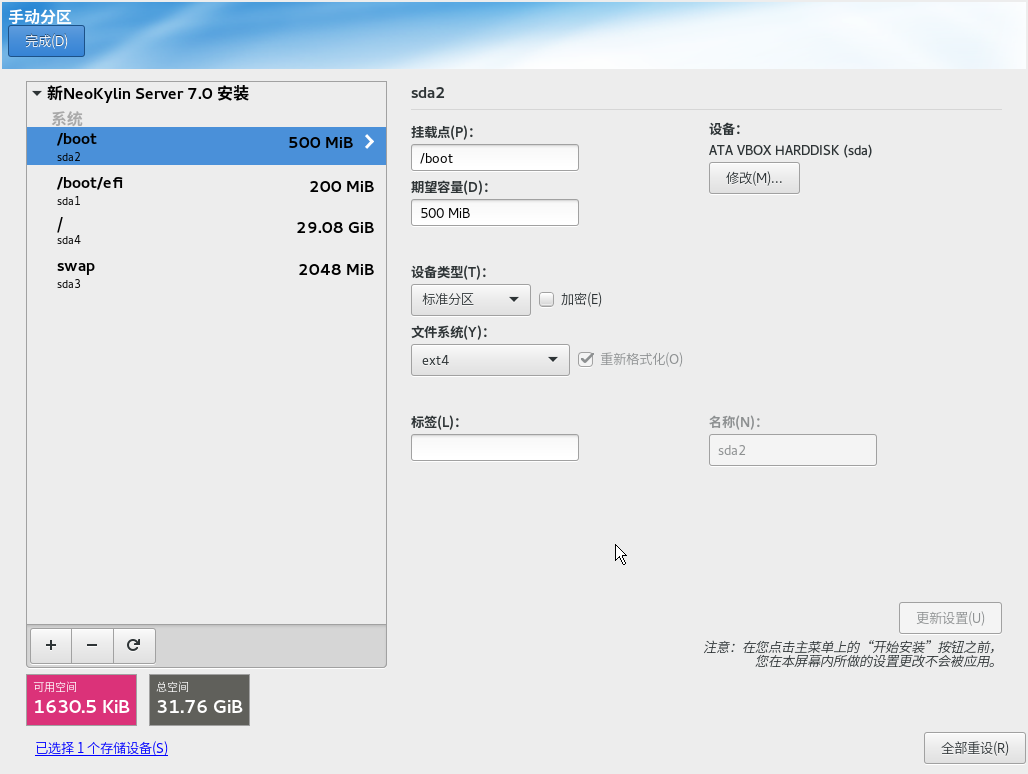 手动分区
完成(D)
新NeoKylin Server 7.0 安装
系统
/boot 500 MiB
sda2
/boot/efi 200 MiB
sda1
/ 29.08 GiB
sda4
swap 2048 MiB
sda3
+ −
可用空间
1630.5 KiB
总空间
31.76 GiB
已选择 1 个存储设备(S)
sda2
挂载点(P):
/boot
期望容量(D):
500 MiB
设备:
ATA VBOX HARDDISK (sda)
修改(M)...
设备类型(T):
标准分区
加密(E)
文件系统(Y):
ext4
重新格式化(O)
标签(L):
名称(N):
sda2
更新设置(U)
注意：在您点击主菜单上的“开始安装”按钮之前，
您在本屏幕内所做的设置更改不会被应用。
全部重设(R)